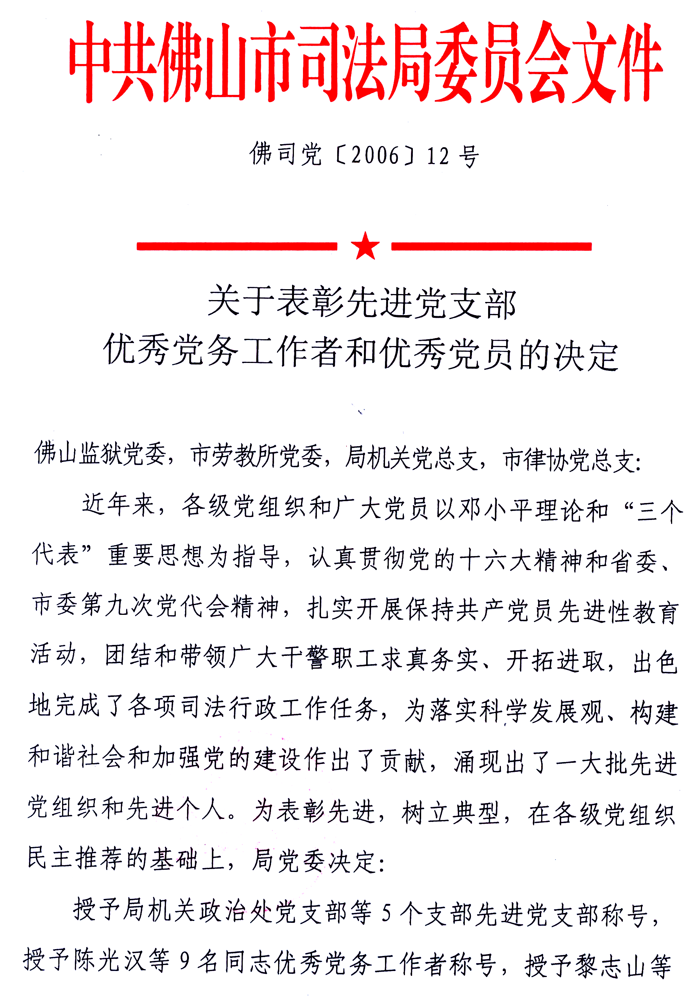 中共佛山市司法局委员会文件
佛司党〔2006〕12号
关于表彰先进党支部
优秀党务工作者和优秀党员的决定
佛山监狱党委，市劳教所党委，局机关党总支，市律协党总支：
近年来，各级党组织和广大党员以邓小平理论和“三个
代表”重要思想为指导，认真贯彻党的十六大精神和省委、
市委第九次党代会精神，扎实开展保持共产党员先进性教育
活动，团结和带领广大干警职工求真务实、开拓进取，出色
地完成了各项司法行政工作任务，为落实科学发展观、构建
和谐社会和加强党的建设作出了贡献，涌现出了一大批先进
党组织和先进个人。为表彰先进，树立典型，在各级党组织
民主推荐的基础上，局党委决定：
授予局机关政治处党支部等5个支部先进党支部称号，
授予陈光汉等9名同志优秀党务工作者称号，授予黎志山等